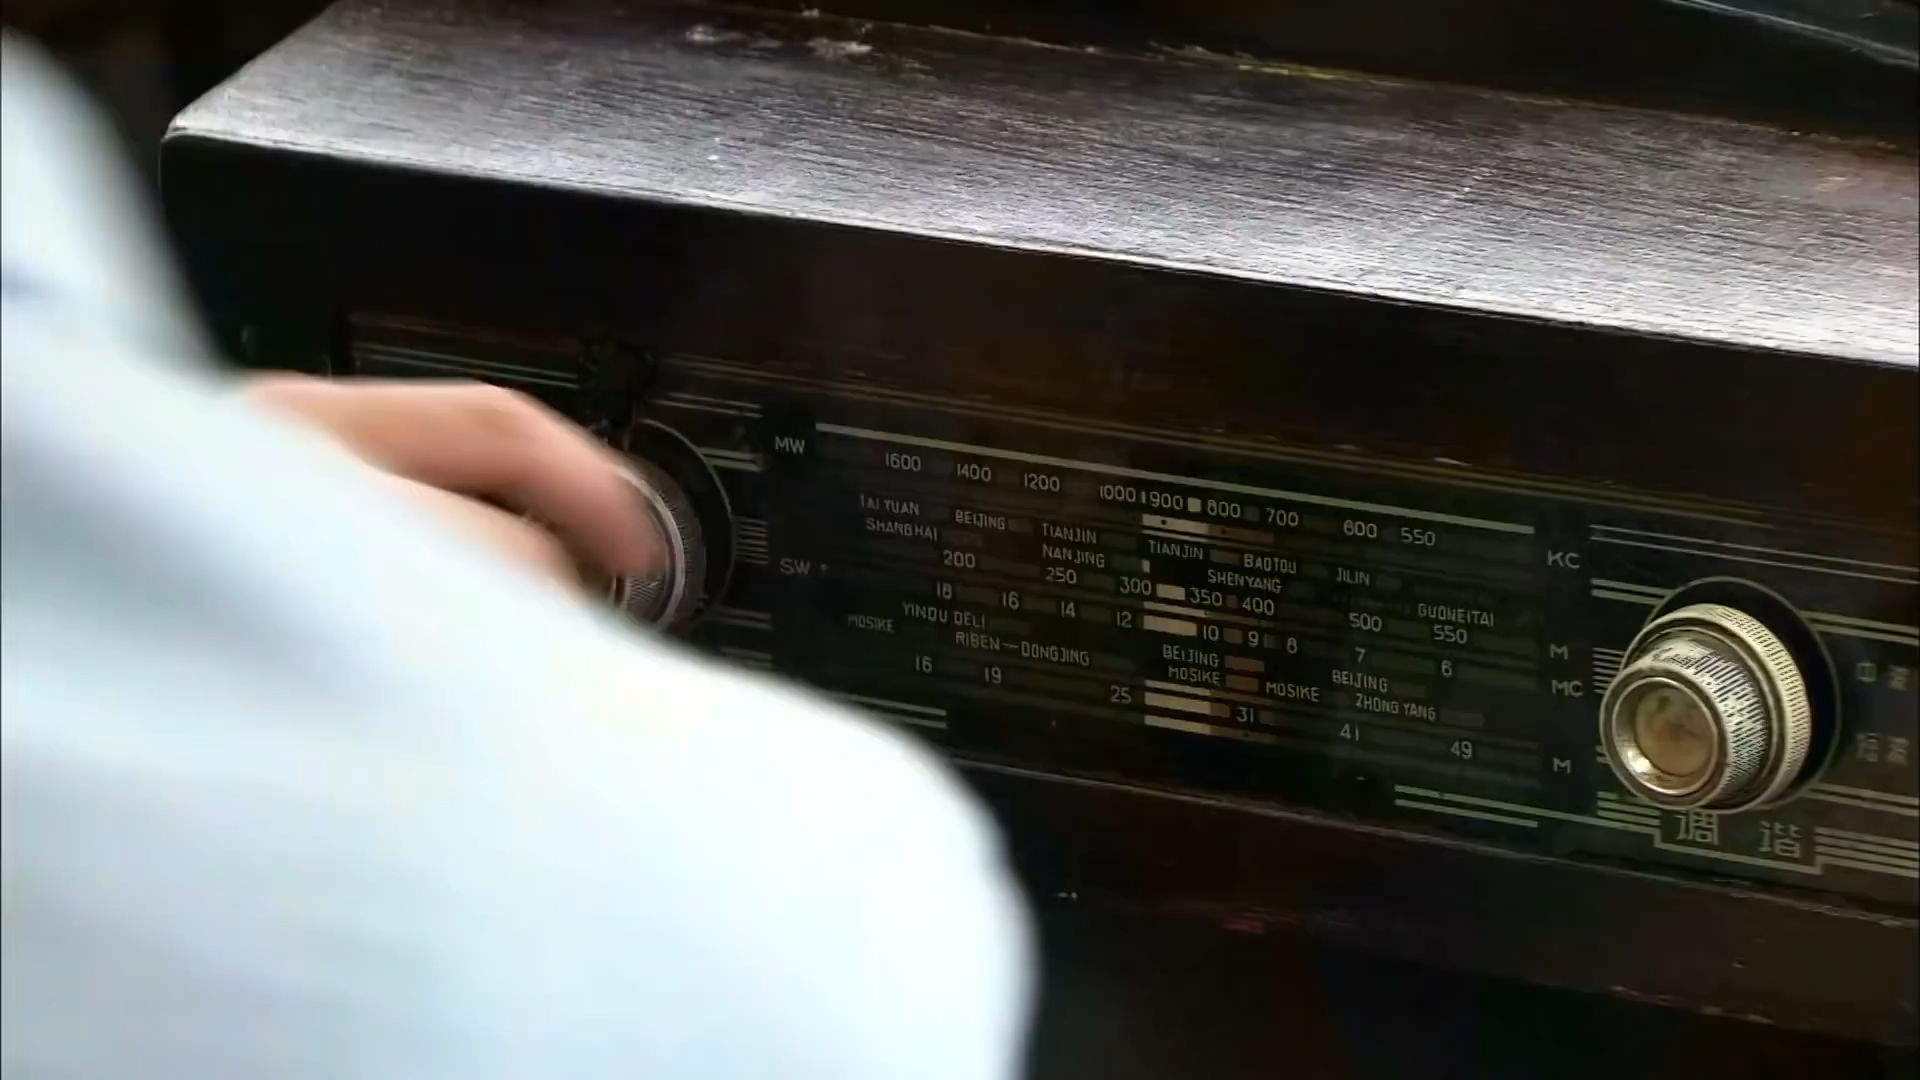 MW 1600 1400 1200 1000 900 800 700 600 550 KC
TAI YUAN BEIJING TIANJIN TIANJIN BAOTOU JILIN
SHANGHAI NANJING SHENYANG GUONEITAI
SW 200 250 300 350 400 500 550 M
18 16 14 12 10 9 8 7 6 MC
YINDU DELI BEIJING BEIJING
MOSIKE RIBEN—DONGJING MOSIKE MOSIKE ZHONG YANG
16 19 25 31 41 49 M
调谐